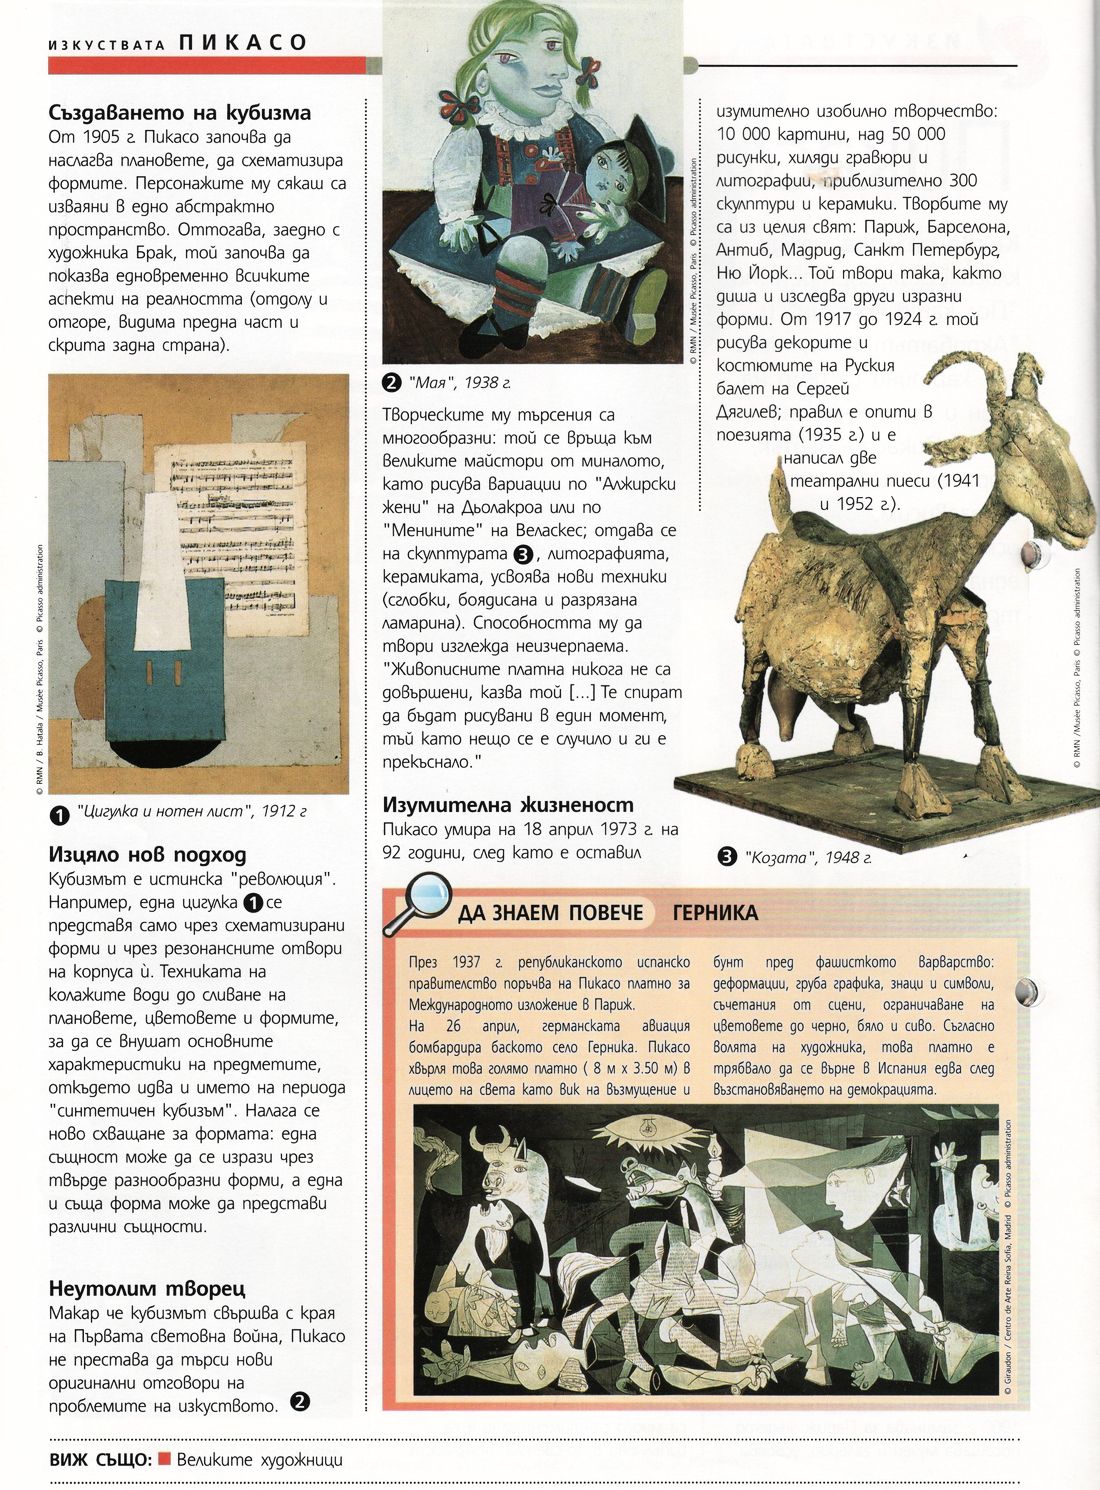 ИЗКУСТВАТА ПИКАСО
Създаването на кубизма
От 1905 г. Пикасо започва да
наслагва плановете, да схематизира
формите. Персонажите му сякаш са
изваяни в едно абстрактно
пространство. Оттогава, заедно с
художника Брак, той започва да
показва едновременно всичките
аспекти на реалността (отдолу и
отгоре, видима предна част и
скрита задна страна).
© RMN / B. Hatala / Musée Picasso, Paris © Picasso administration
1 "Цигулка и нотен лист", 1912 г
Изцяло нов подход
Кубизмът е истинска "революция".
Например, една цигулка 1 се
представя само чрез схематизирани
форми и чрез резонансните отвори
на корпуса ѝ. Техниката на
колажите води до сливане на
плановете, цветовете и формите,
за да се внушат основните
характеристики на предметите,
откъдето идва и името на периода
"синтетичен кубизъм". Налага се
ново схващане за формата: една
същност може да се изрази чрез
твърде разнообразни форми, а една
и съща форма може да представи
различни същности.
Неутолим творец
Макар че кубизмът свършва с края
на Първата световна война, Пикасо
не престава да търси нови
оригинални отговори на
проблемите на изкуството. 2
© RMN / Musée Picasso, Paris © Picasso administration
2 "Мая", 1938 г.
Творческите му търсения са
многообразни: той се връща към
великите майстори от миналото,
като рисува вариации по "Алжирски
жени" на Дьолакроа или по
"Менините" на Веласкес; отдава се
на скулптурата 3, литографията,
керамиката, усвоява нови техники
(сглобки, боядисана и разрязана
ламарина). Способността му да
твори изглежда неизчерпаема.
"Живописните платна никога не са
довършени, казва той [...] Те спират
да бъдат рисувани в един момент,
тъй като нещо се е случило и ги е
прекъснало."
Изумителна жизненост
Пикасо умира на 18 април 1973 г. на
92 години, след като е оставил
изумително изобилно творчество:
10 000 картини, над 50 000
рисунки, хиляди гравюри и
литографии, приблизително 300
скулптури и керамики. Творбите му
са из целия свят: Париж, Барселона,
Антиб, Мадрид, Санкт Петербург,
Ню Йорк... Той твори така, както
диша и изследва други изразни
форми. От 1917 до 1924 г. той
рисува декорите и
костюмите на Руския
балет на Сергей
Дягилев; правил е опити в
поезията (1935 г.) и е
написал две
театрални пиеси (1941
и 1952 г.).
© RMN /Musée Picasso, Paris © Picasso administration
3 "Козата", 1948 г.
ДА ЗНАЕМ ПОВЕЧЕ ГЕРНИКА
През 1937 г. републиканското испанско
правителство поръчва на Пикасо платно за
Международното изложение в Париж.
На 26 април, германската авиация
бомбардира баското село Герника. Пикасо
хвърля това голямо платно ( 8 м х 3.50 м) в
лицето на света като вик на възмущение и
бунт пред фашисткото варварство:
деформации, груба графика, знаци и символи,
съчетания от сцени, ограничаване на
цветовете до черно, бяло и сиво. Съгласно
волята на художника, това платно е
трябвало да се върне в Испания едва след
възстановяването на демокрацията.
© Giraudon / Centro de Arte Reina Sofia, Madrid © Picasso administration
ВИЖ СЪЩО: Великите художници